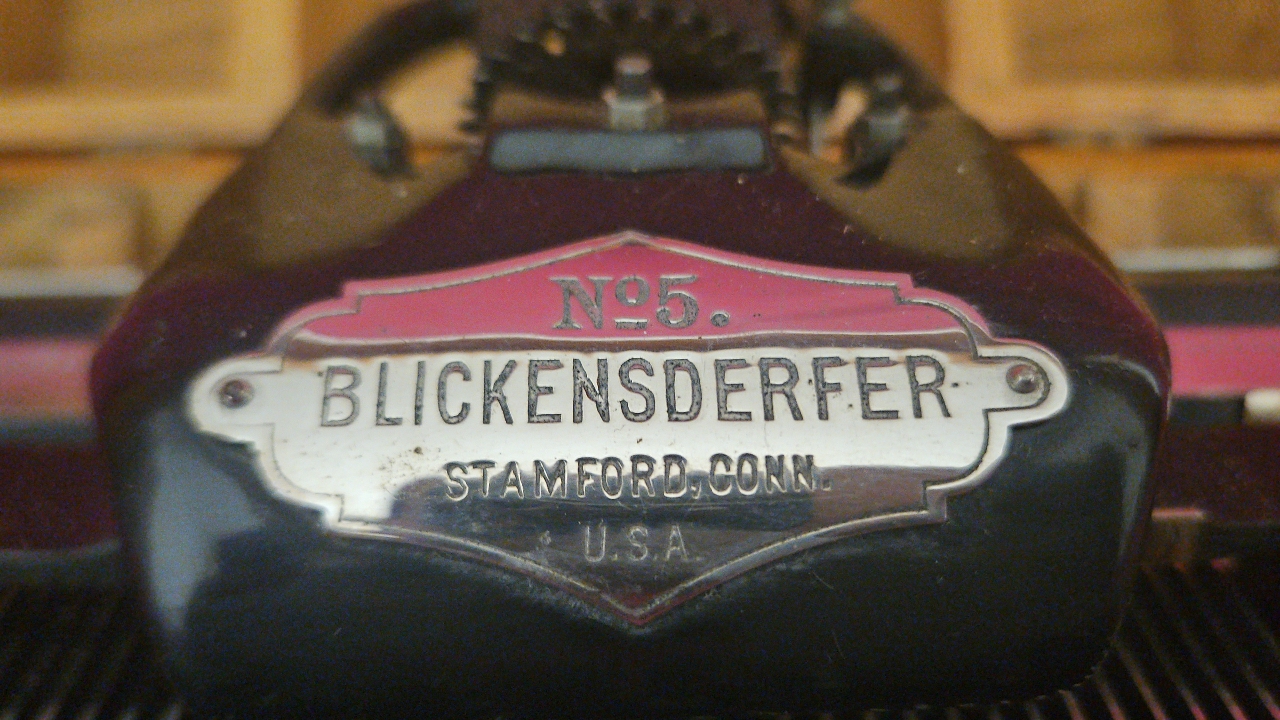 Nº5.
BLICKENSDERFER
STAMFORD, CONN.
U.S.A.